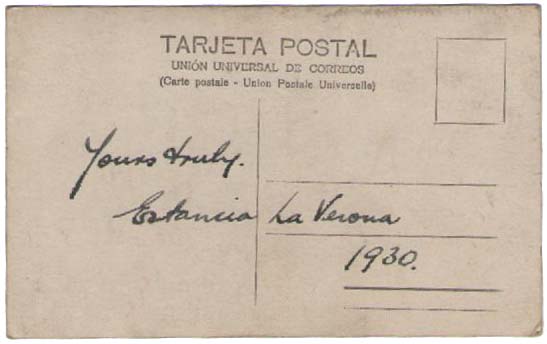 TARJETA POSTAL
UNIÓN UNIVERSAL DE CORREOS
(Carte postale - Union Postale Universelle)
Yours truly.
Estancia La Verona
1930.